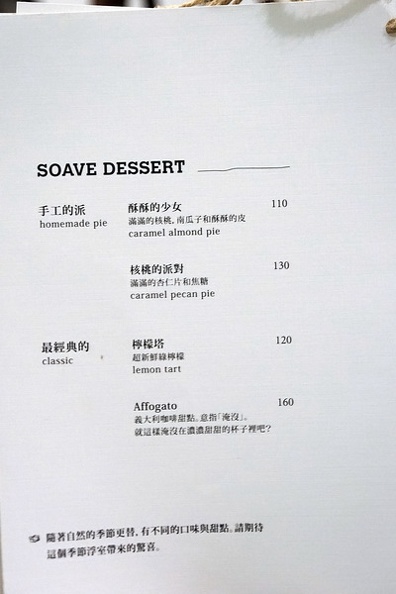 SOAVE DESSERT
手工的派
homemade pie
酥酥的少女 110
滿滿的核桃, 南瓜子和酥酥的皮
caramel almond pie
核桃的派對 130
滿滿的杏仁片和焦糖
caramel pecan pie
最經典的
classic
檸檬塔 120
超新鮮綠檸檬
lemon tart
Affogato 160
義大利咖啡甜點, 意指「淹沒」。
就這樣淹沒在濃濃甜甜的杯子裡吧?
隨著自然的季節更替, 有不同的口味與甜點, 請期待
這個季節浮室帶來的驚喜。